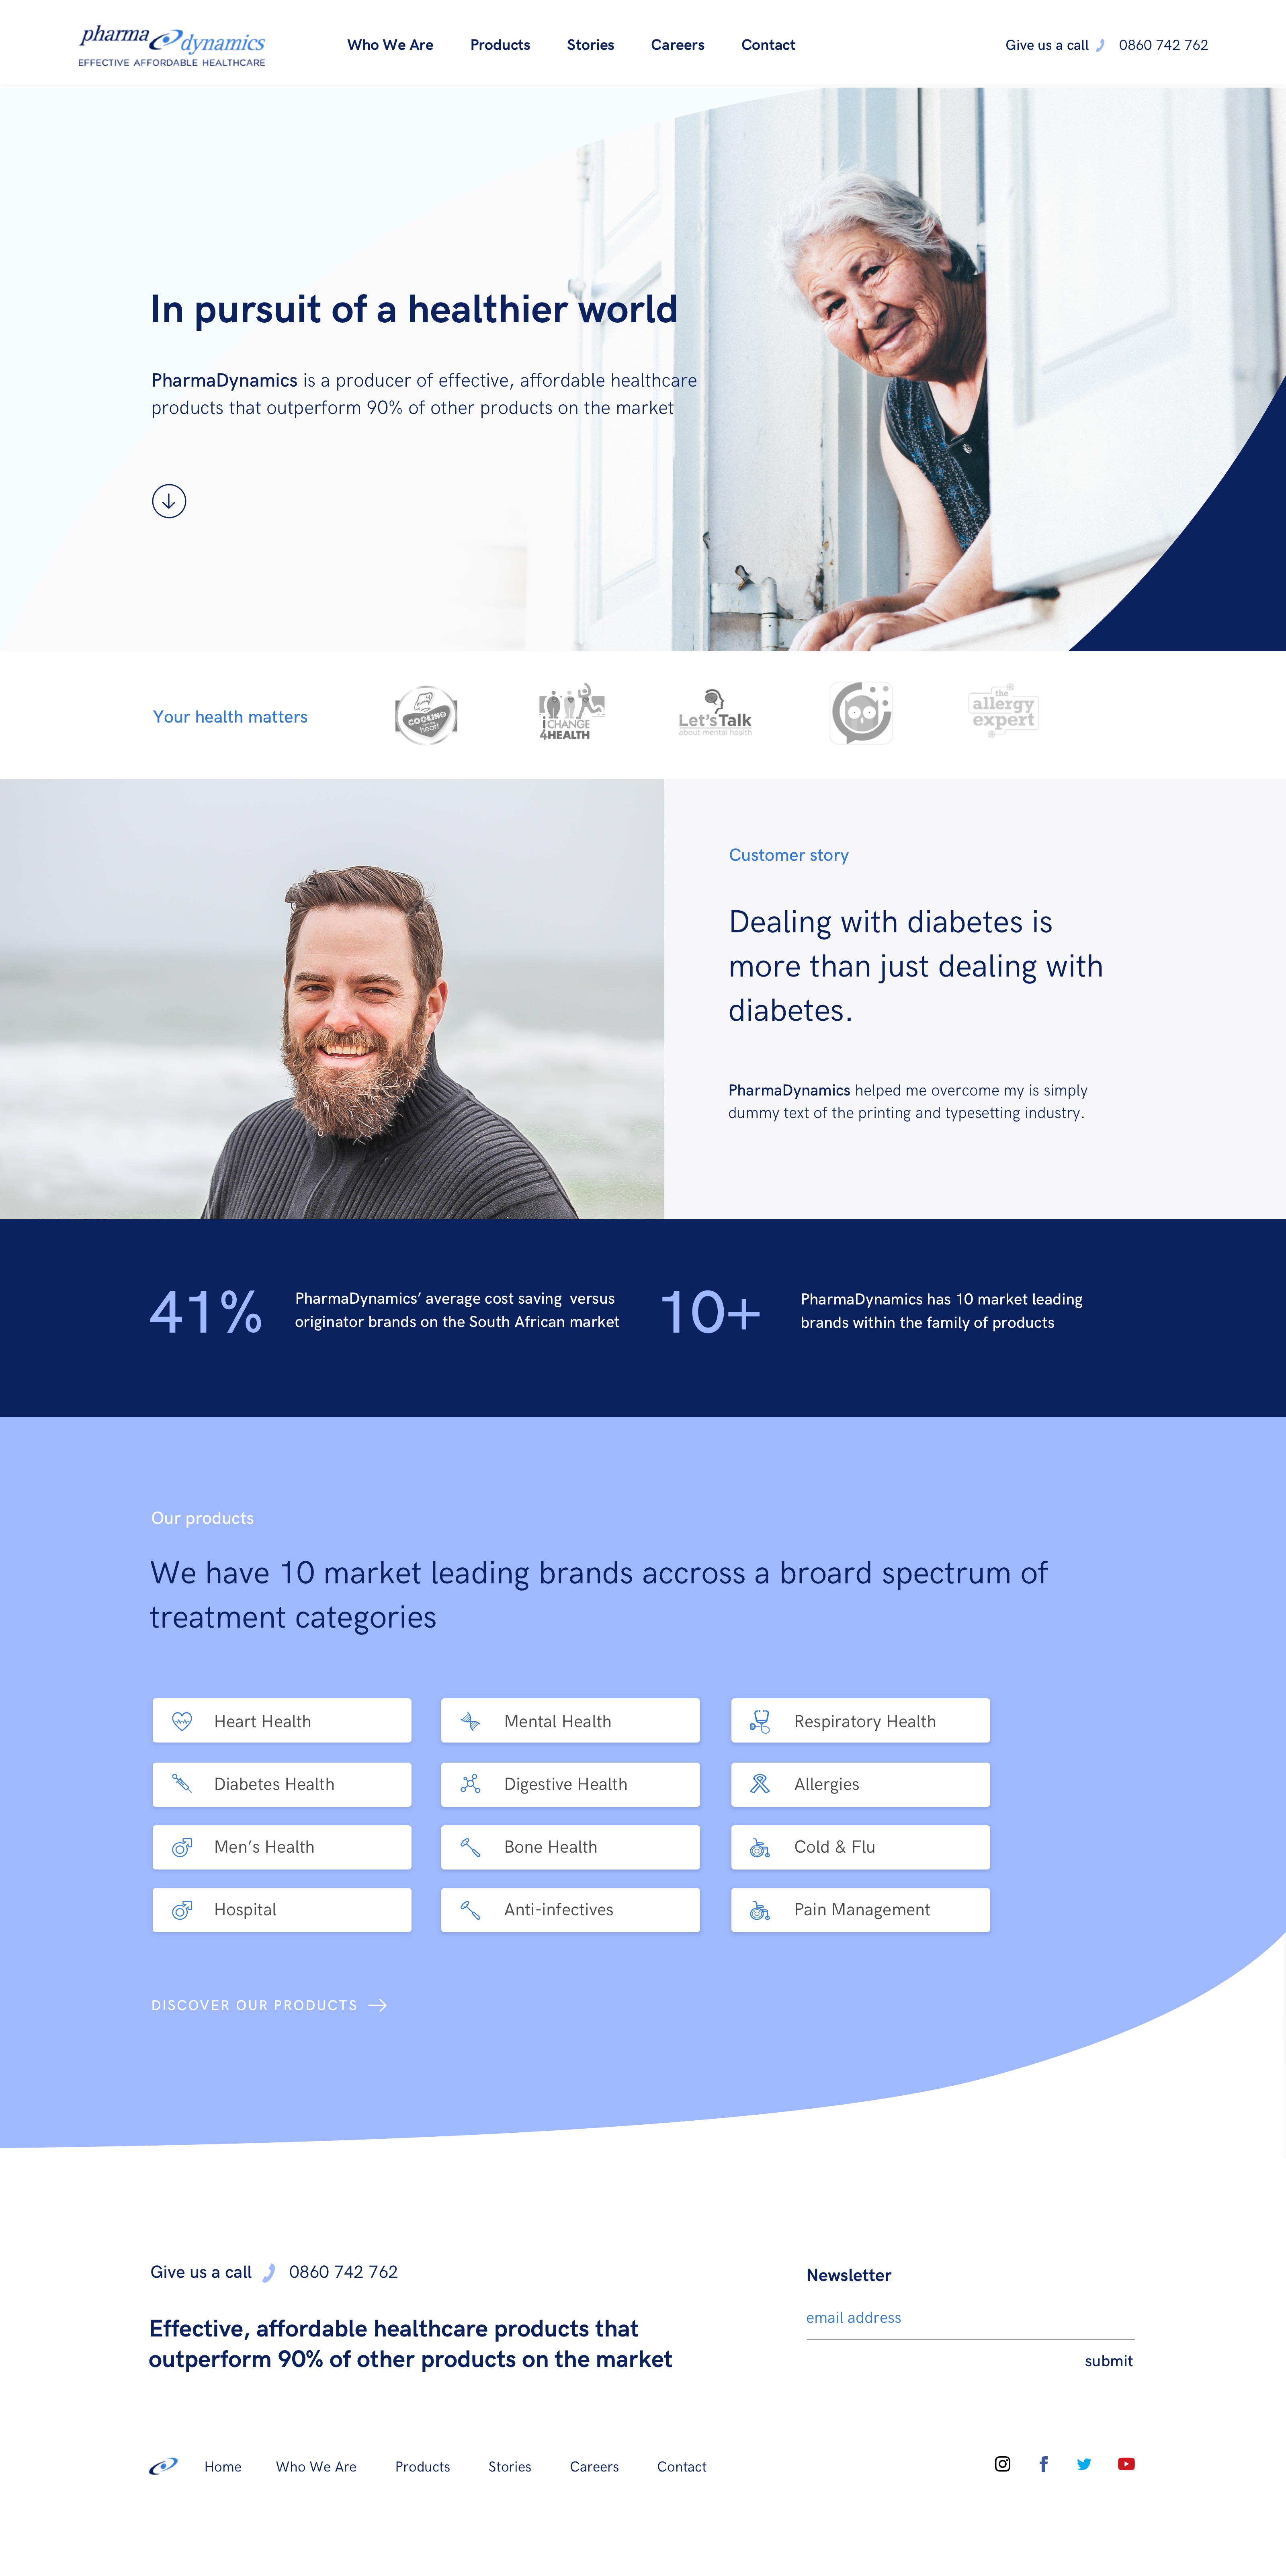 pharma dynamics
EFFECTIVE AFFORDABLE HEALTHCARE
Who We Are Products Stories Careers Contact
Give us a call 0860 742 762
In pursuit of a healthier world
PharmaDynamics is a producer of effective, affordable healthcare
products that outperform 90% of other products on the market
Your health matters
COOKING
heart
iCHANGE
4HEALTH
Let'sTalk
about mental health
the
allergy
expert
Customer story
Dealing with diabetes is
more than just dealing with
diabetes.
PharmaDynamics helped me overcome my is simply
dummy text of the printing and typesetting industry.
41%
PharmaDynamics’ average cost saving  versus
originator brands on the South African market
10+
PharmaDynamics has 10 market leading
brands within the family of products
Our products
We have 10 market leading brands accross a broard spectrum of
treatment categories
Heart Health Mental Health Respiratory Health
Diabetes Health Digestive Health Allergies
Men’s Health Bone Health Cold & Flu
Hospital Anti-infectives Pain Management
DISCOVER OUR PRODUCTS
Give us a call 0860 742 762
Effective, affordable healthcare products that
outperform 90% of other products on the market
Newsletter
email address
submit
Home Who We Are Products Stories Careers Contact